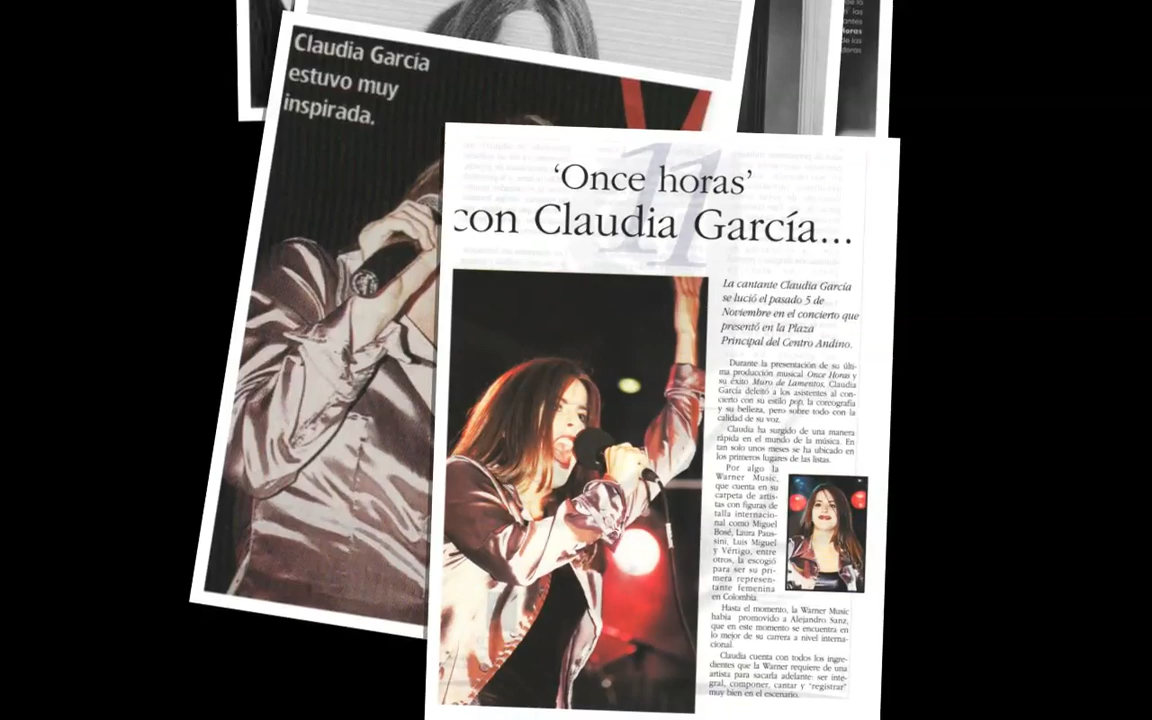 Claudia García
estuvo muy
inspirada.
antes
'Once horas'
con Claudia García...
11
La cantante Claudia García
se lució el pasado 5 de
Noviembre en el concierto que
presentó en la Plaza
Principal del Centro Andino.
Durante la presentación de su últi-
ma producción musical Once Horas y
su éxito Muro de Lamentos, Claudia
García deleitó a los asistentes al con-
cierto con su estilo pop, la coreografía
y su belleza, pero sobre todo con la
calidad de su voz.
Claudia ha surgido de una manera
rápida en el mundo de la música. En
tan solo unos meses se ha ubicado en
los primeros lugares de las listas.
Por algo la
Warner Music,
que cuenta en su
carpeta de artis-
tas con figuras de
talla internacio-
nal como Miguel
Bosé, Laura Paus-
sini, Luis Miguel
y Vértigo, entre
otros, la escogió
para ser su pri-
mera represen-
tante femenina
en Colombia.
Hasta el momento, la Warner Music
había promovido a Alejandro Sanz,
que en este momento se encuentra en
lo mejor de su carrera a nivel interna-
cional.
Claudia cuenta con todos los ingre-
dientes que la Warner requiere de una
artista para sacarla adelante: ser inte-
gral, componer, cantar y "registrar"
muy bien en el escenario.